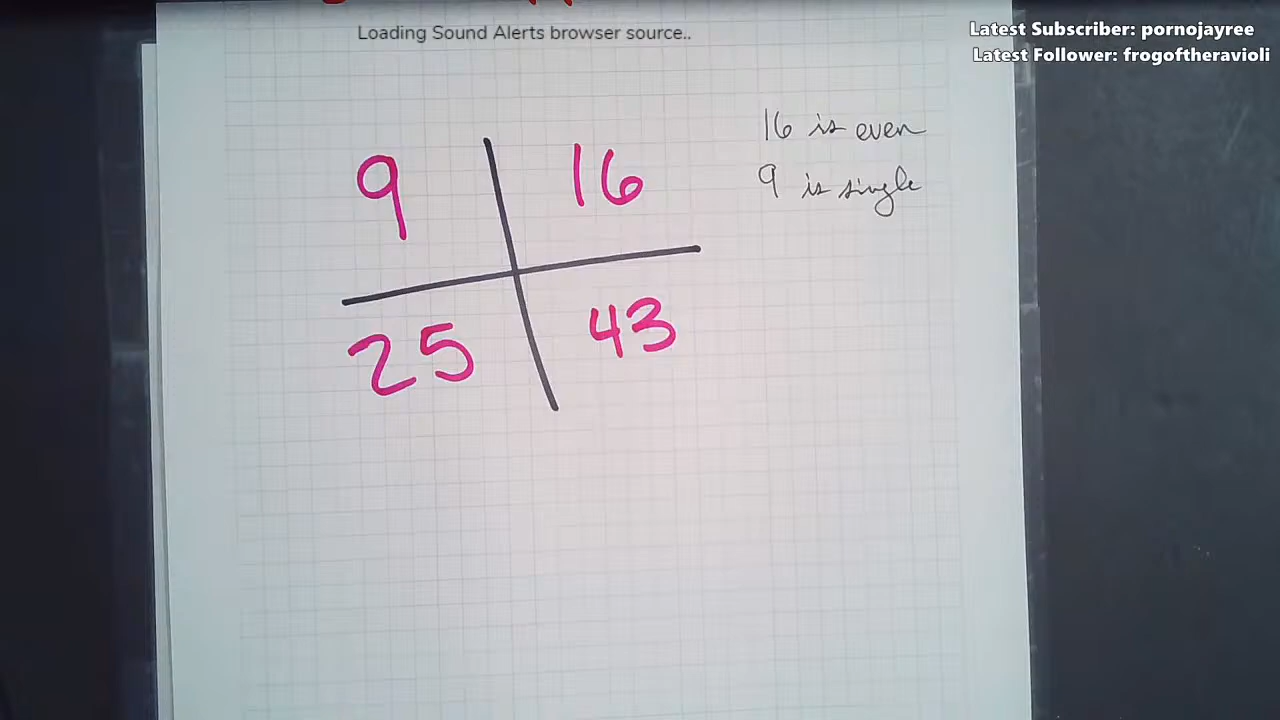 Loading Sound Alerts browser source..
Latest Subscriber: pornojayree
Latest Follower: frogoftheravioli
9 16
25 43
16 is even
9 is single